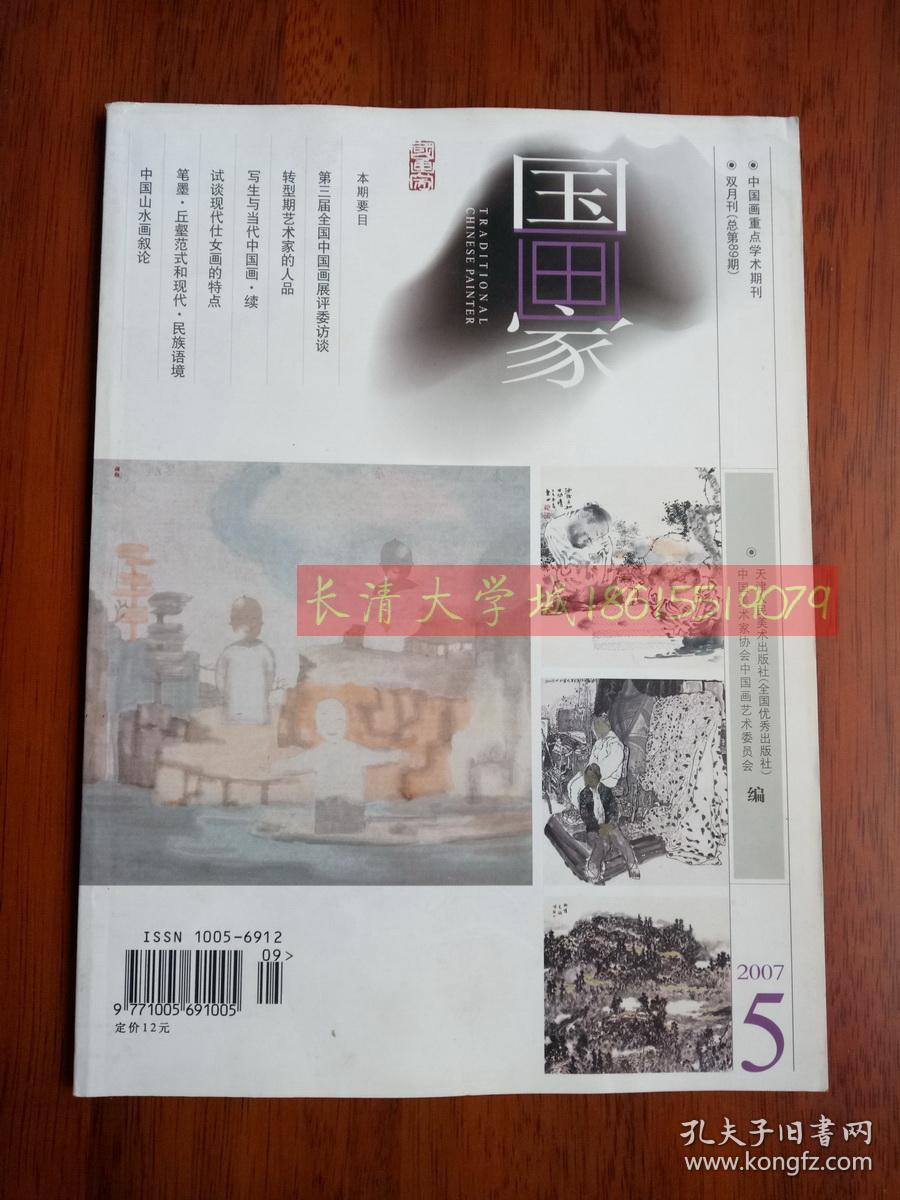 中国画重点学术期刊
双月刊(总第89期)
国画家
TRADITIONAL
CHINESE PAINTER
國画家
本期要目
第三届全国中国画展评委访谈
转型期艺术家的人品
写生与当代中国画·续
试谈现代仕女画的特点
笔墨·丘壑范式和现代·民族语境
中国山水画叙论
天津人民美术出版社(全国优秀出版社)
中国美术家协会中国画艺术委员会
编
长清大学城18615519079
2007
5
ISSN 1005-6912
09>
9 771005 691005
定价12元
孔夫子旧书网
www.kongfz.com